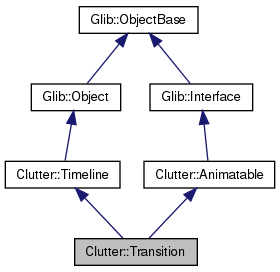 Glib::ObjectBase
Glib::Object
Glib::Interface
Clutter::Timeline
Clutter::Animatable
Clutter::Transition